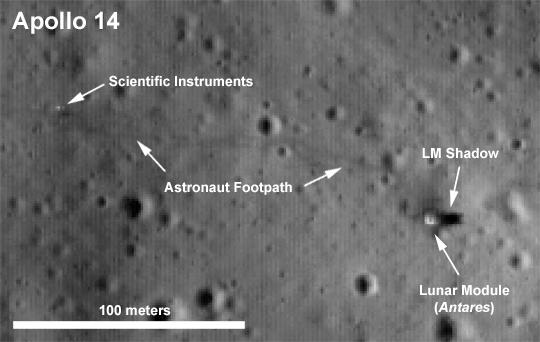 Apollo 14
Scientific Instruments
LM Shadow
Astronaut Footpath
Lunar Module
(Antares)
100 meters